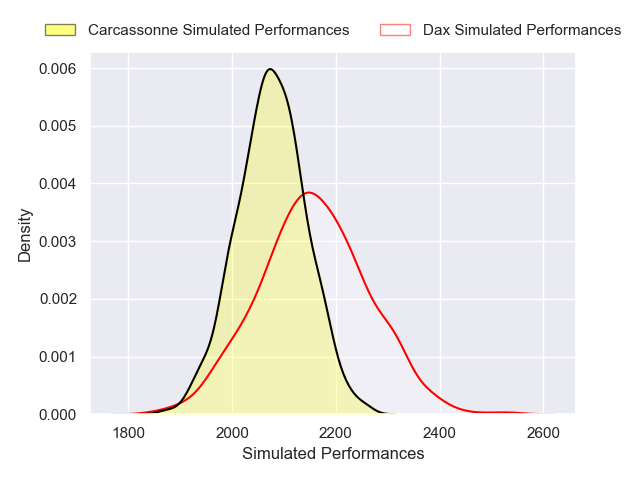 Carcassonne Simulated Performances Dax Simulated Performances
0.006
0.005
0.004
0.003
0.002
0.001
0.000
Density
1800 2000 2200 2400 2600
Simulated Performances